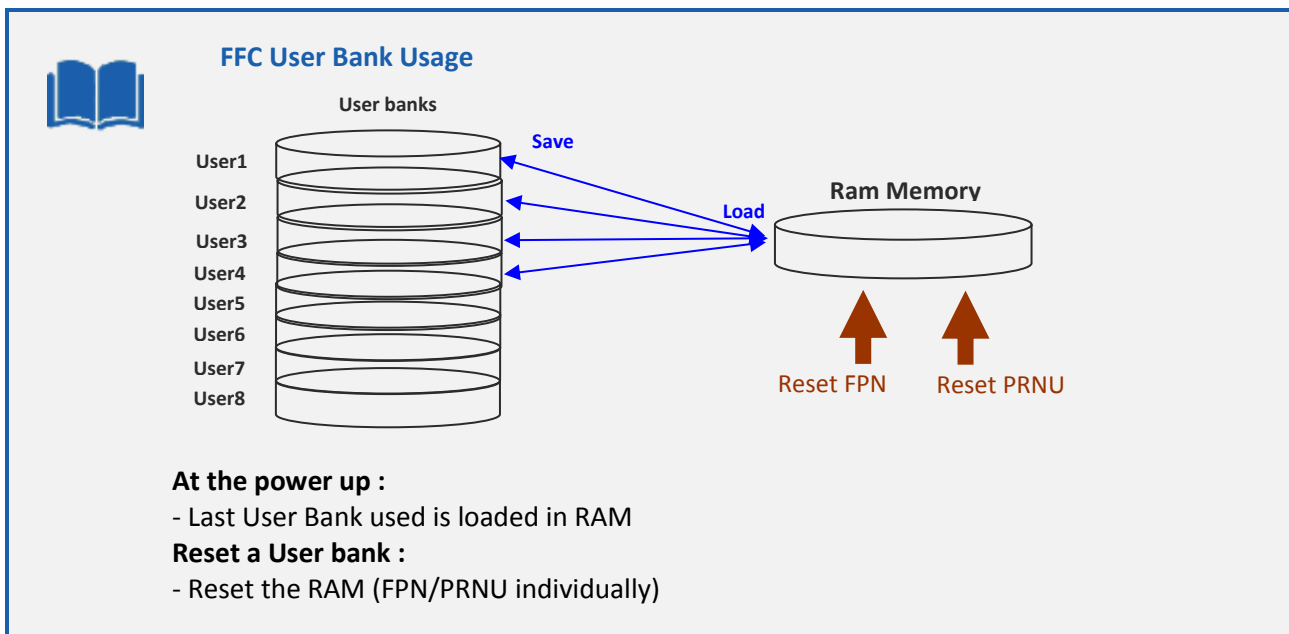 FFC User Bank Usage
User banks
Save
User1
Ram Memory
User2
Load
User3
User4
User5
User6
User7
Reset FPN
Reset PRNU
User8
At the power up :
- Last User Bank used is loaded in RAM
Reset a User bank :
- Reset the RAM (FPN/PRNU individually)